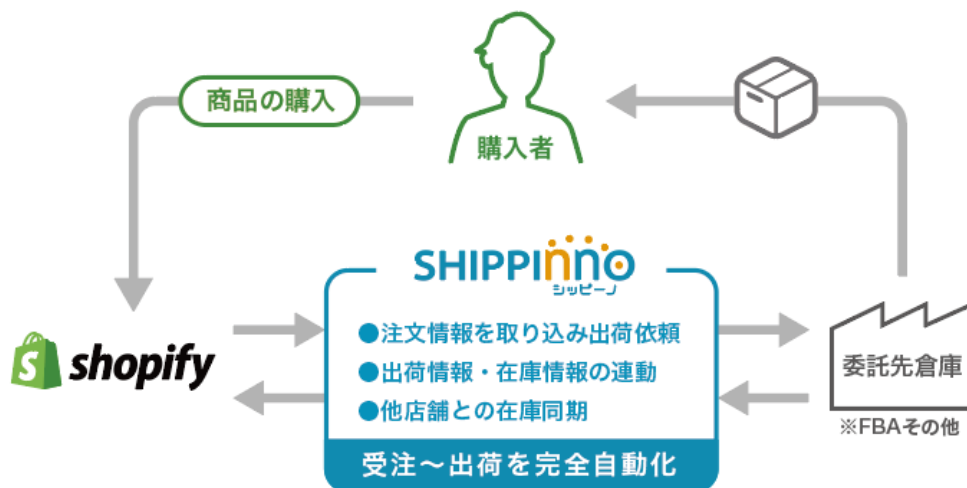 商品の購入
購入者
SHIPPINNO
シッピーノ
●注文情報を取り込み出荷依頼
●出荷情報・在庫情報の連動
●他店舗との在庫同期
受注～出荷を完全自動化
S shopify
委託先倉庫
※FBAその他